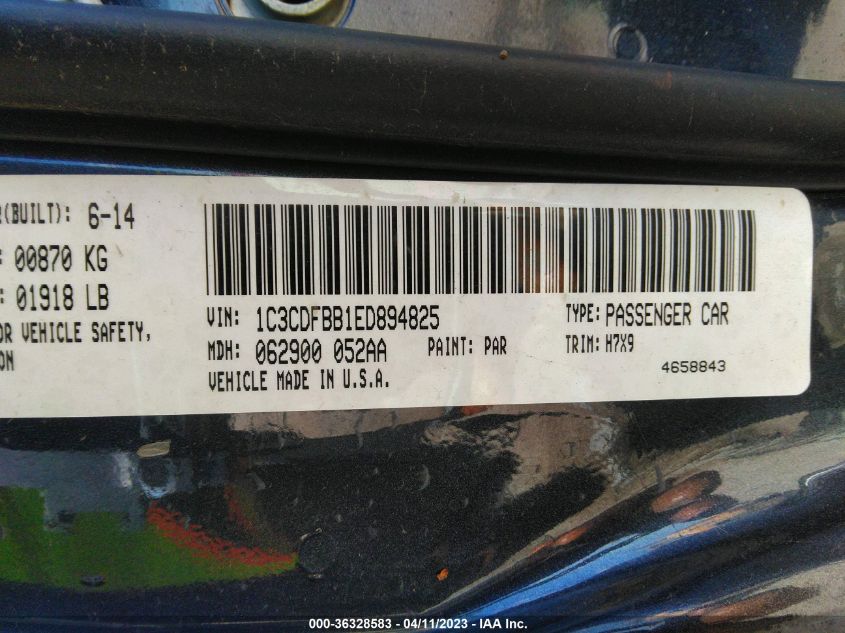 R(BUILT): 6-14
: 00870 KG
: 01918 LB
OR VEHICLE SAFETY,
ON
VIN: 1C3CDFBB1ED894825
TYPE: PASSENGER CAR
MDH: 062900 052AA
PAINT: PAR
TRIM: H7X9
VEHICLE MADE IN U.S.A.
4658843
000-36328583 - 04/11/2023 - IAA Inc.